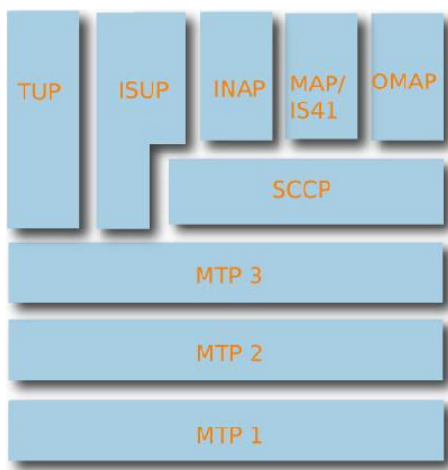 TUP
ISUP
INAP
MAP/
IS41
OMAP
SCCP
MTP 3
MTP 2
MTP 1